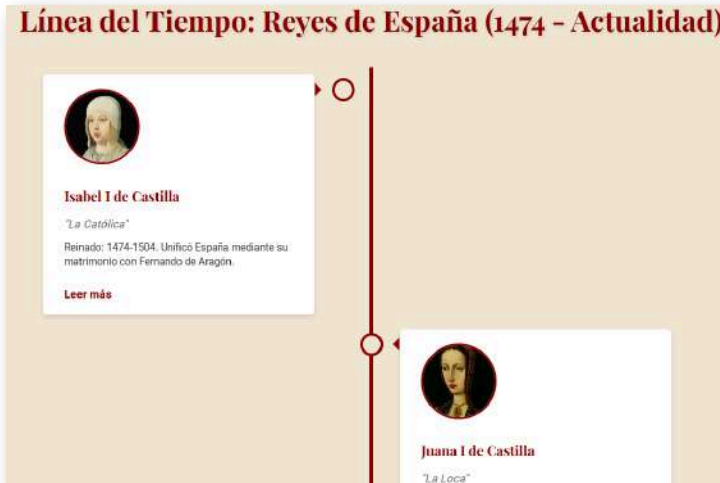 Línea del Tiempo: Reyes de España (1474 - Actualidad)
Isabel I de Castilla
"La Católica"
Reinado: 1474-1504. Unificó España mediante su
matrimonio con Fernando de Aragón.
Leer más
Juana I de Castilla
"La Loca"